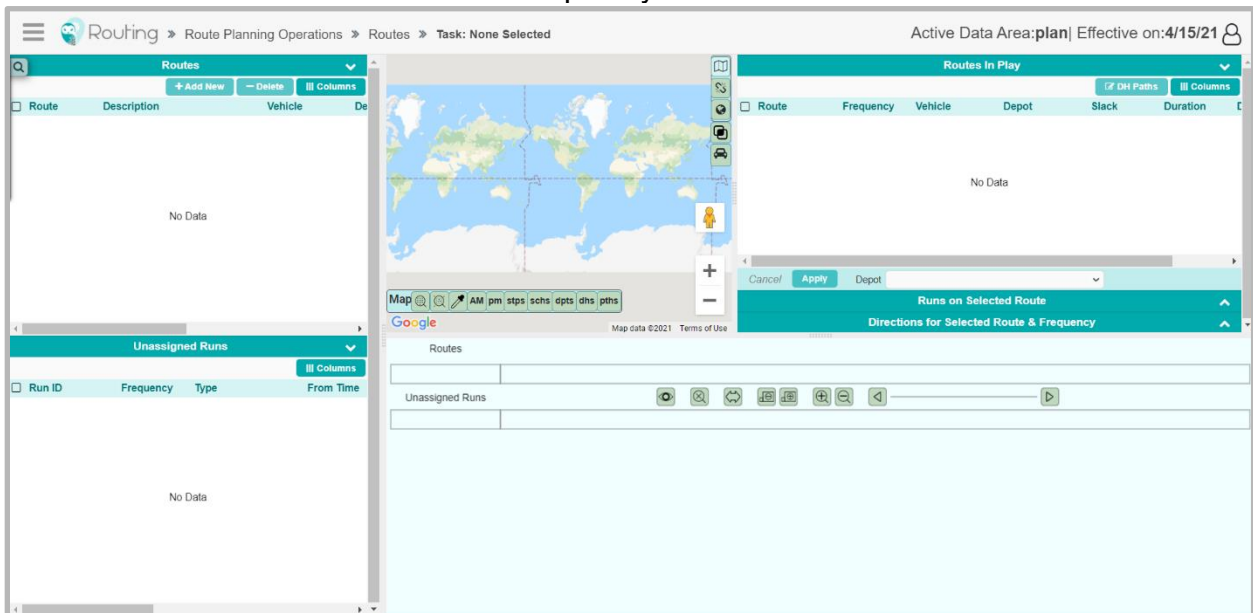 Routing » Route Planning Operations » Routes » Task: None Selected
Active Data Area:plan| Effective on:4/15/21
Routes
+ Add New
− Delete
Columns
Route Description Vehicle De
No Data
Unassigned Runs
Columns
Run ID Frequency Type From Time
No Data
Map AM pm stps schs dpts dhs pths
Google
Map data ©2021 Terms of Use
Routes In Play
DH Paths
Columns
Route Frequency Vehicle Depot Slack Duration
No Data
Cancel Apply Depot
Runs on Selected Route
Directions for Selected Route & Frequency
Routes
Unassigned Runs